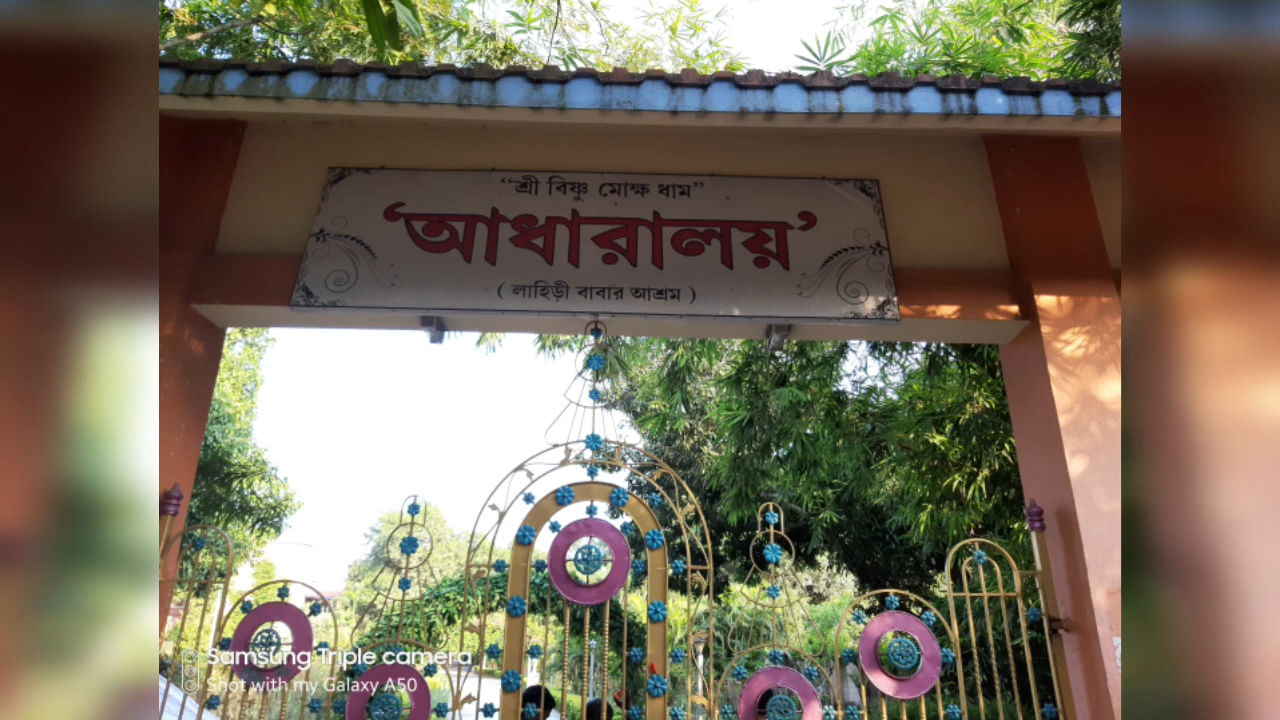 “শ্রী বিষ্ণু মোক্ষ ধাম”
‘আধারালয়’
( লাহিড়ী বাবার আশ্রম )
Samsung Triple camera
Shot with my Galaxy A50